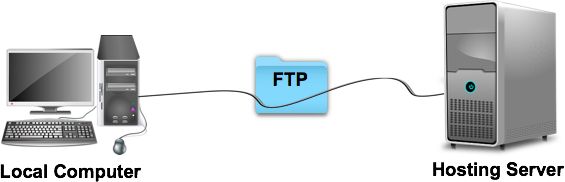 FTP
Local Computer
Hosting Server